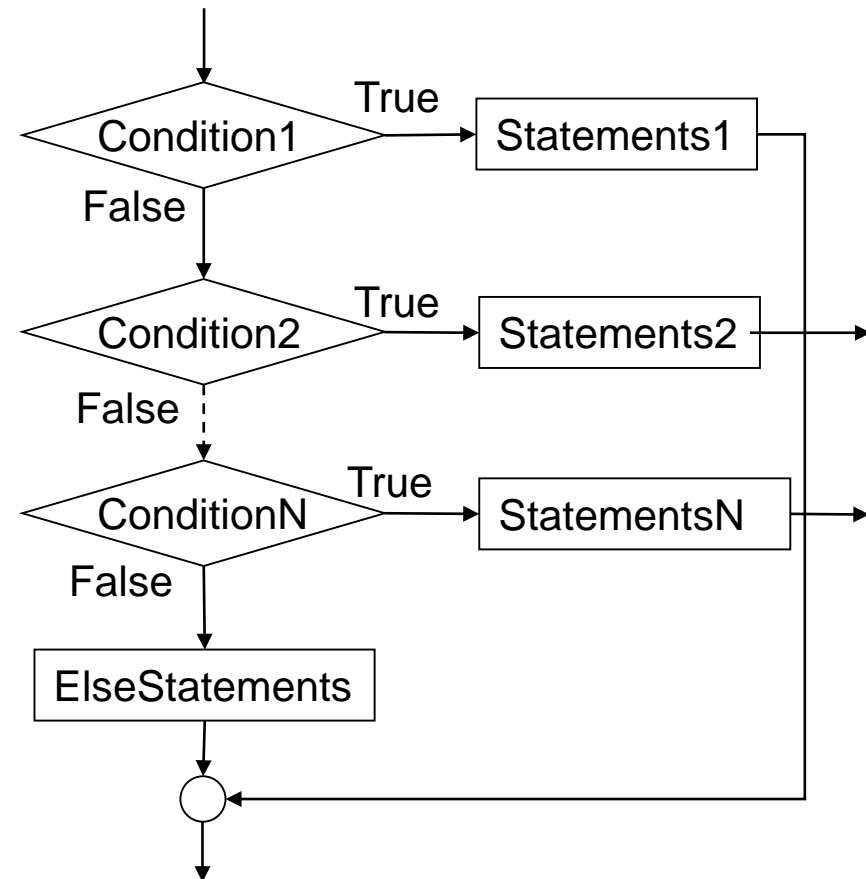 True
Condition1
Statements1
False
True
Condition2
Statements2
False
True
ConditionN
StatementsN
False
ElseStatements